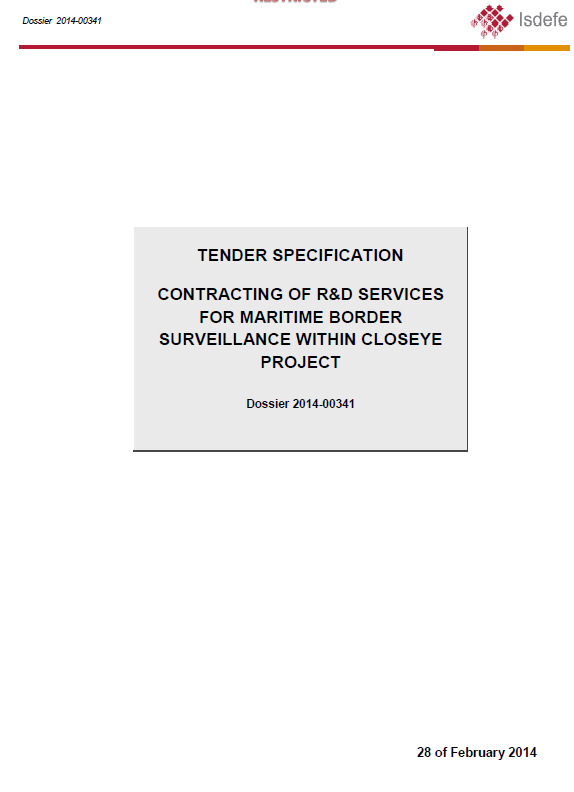 RESTRICTED
Dossier 2014-00341
Isdefe
TENDER SPECIFICATION
CONTRACTING OF R&D SERVICES
FOR MARITIME BORDER
SURVEILLANCE WITHIN CLOSEYE
PROJECT
Dossier 2014-00341
28 of February 2014